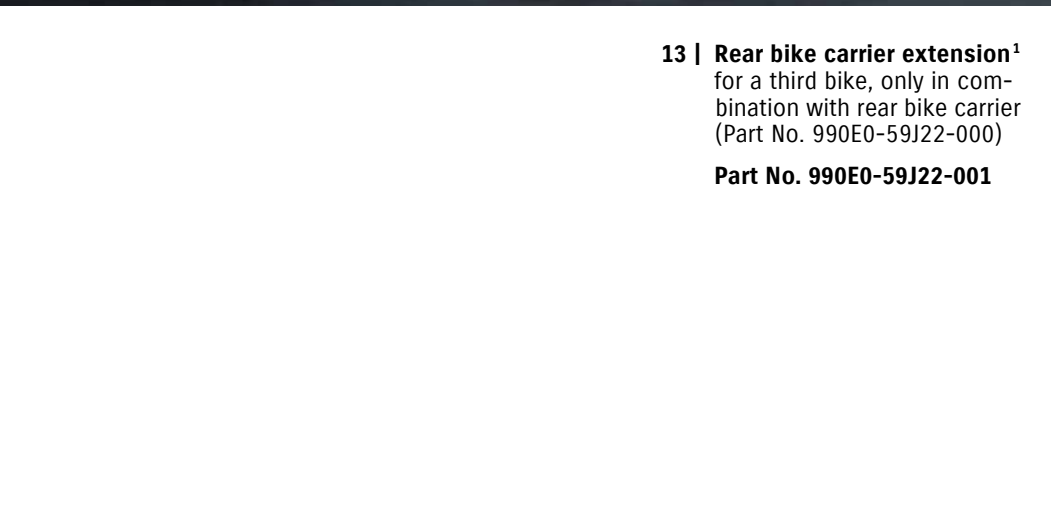 13 | Rear bike carrier extension¹
for a third bike, only in com-
bination with rear bike carrier
(Part No. 990E0-59J22-000)
Part No. 990E0-59J22-001